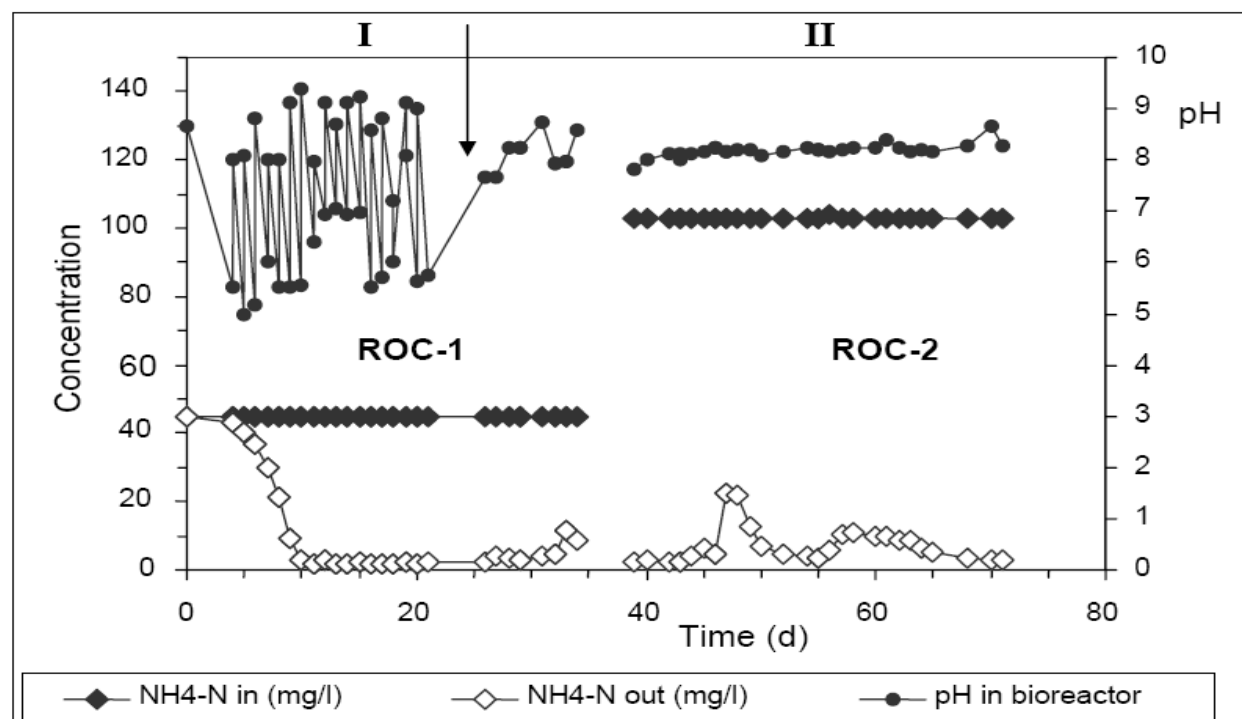 I II
140
120
100
80
60
40
20
0
Concentration
10
9
8
7
6
5
4
3
2
1
0
pH
ROC-1 ROC-2
0 20 40 60 80
Time (d)
NH4-N in (mg/l) NH4-N out (mg/l) pH in bioreactor